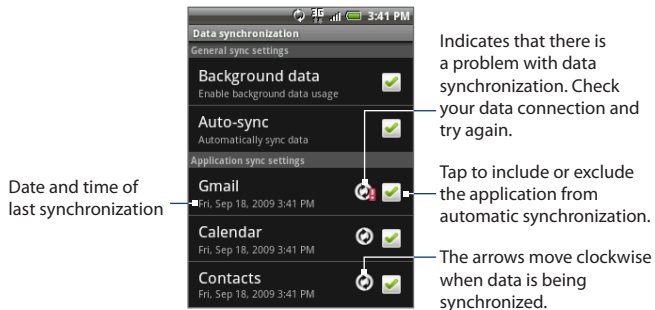 3G
3:41 PM
Data synchronization
General sync settings
Background data
Enable background data usage
Auto-sync
Automatically sync data
Application sync settings
Gmail
Fri, Sep 18, 2009 3:41 PM
Calendar
Fri, Sep 18, 2009 3:41 PM
Contacts
Fri, Sep 18, 2009 3:41 PM
Date and time of
last synchronization
Indicates that there is
a problem with data
synchronization. Check
your data connection and
try again.
Tap to include or exclude
the application from
automatic synchronization.
The arrows move clockwise
when data is being
synchronized.